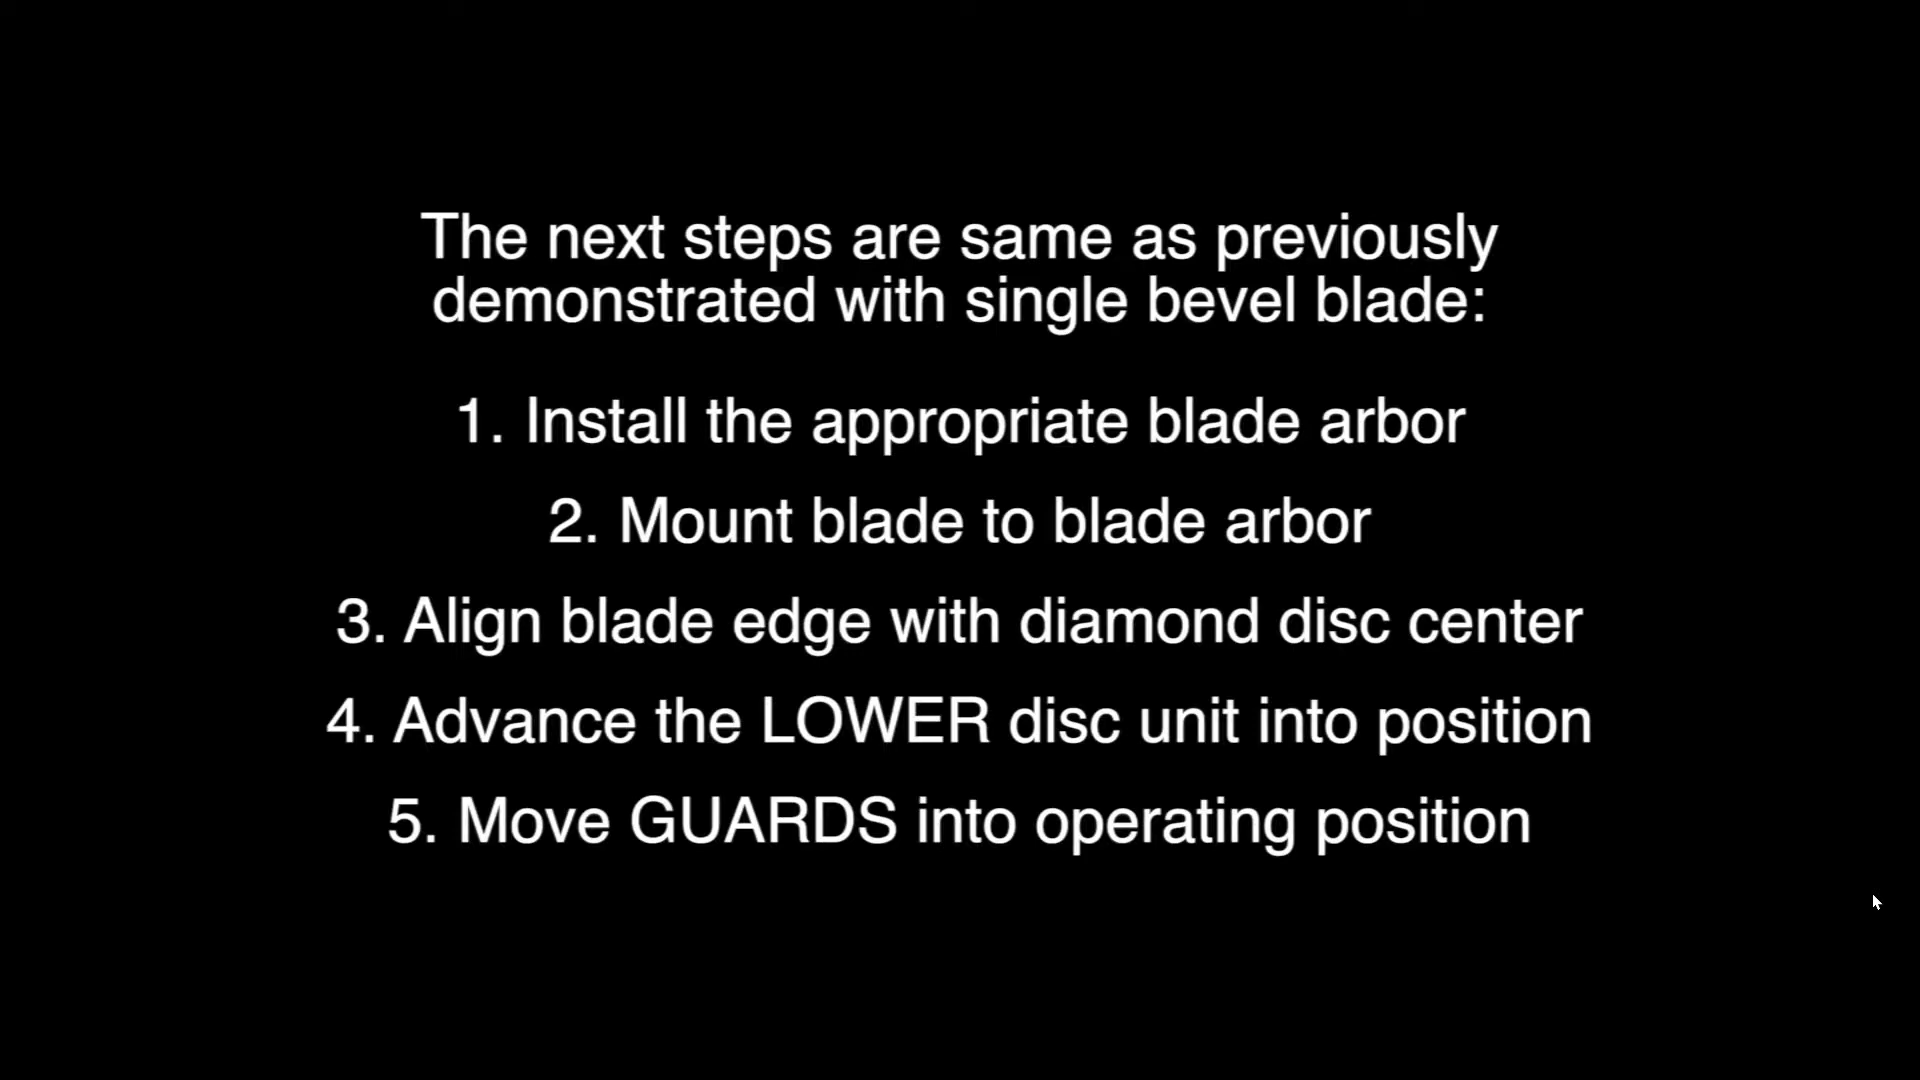 The next steps are same as previously
demonstrated with single bevel blade:
1. Install the appropriate blade arbor
2. Mount blade to blade arbor
3. Align blade edge with diamond disc center
4. Advance the LOWER disc unit into position
5. Move GUARDS into operating position